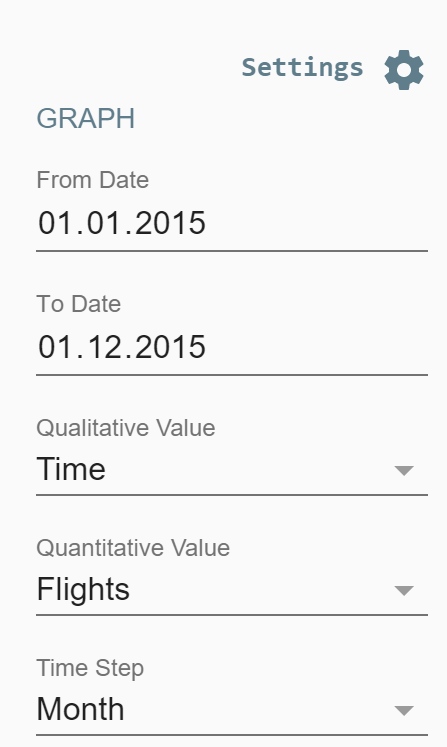 Settings
GRAPH
From Date
01.01.2015
To Date
01.12.2015
Qualitative Value
Time
Quantitative Value
Flights
Time Step
Month